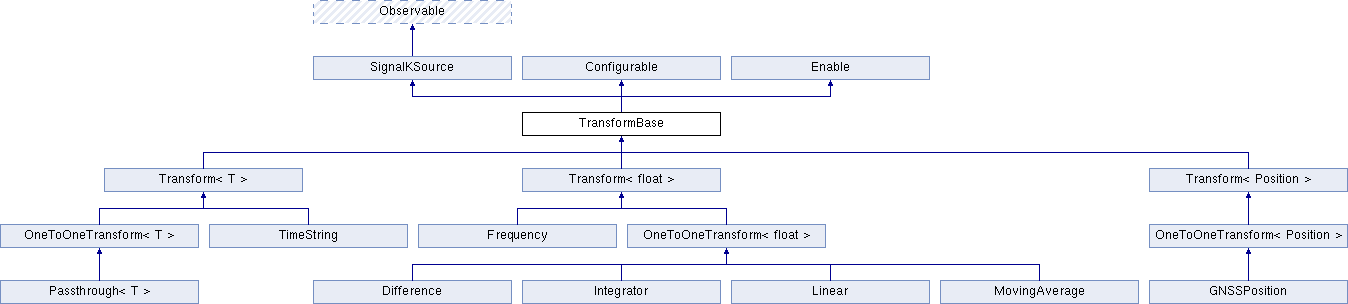 Observable
SignalKSource
Configurable
Enable
TransformBase
Transform< T >
Transform< float >
Transform< Position >
OneToOneTransform< T >
TimeString
Frequency
OneToOneTransform< float >
OneToOneTransform< Position >
Passthrough< T >
Difference
Integrator
Linear
MovingAverage
GNSSPosition